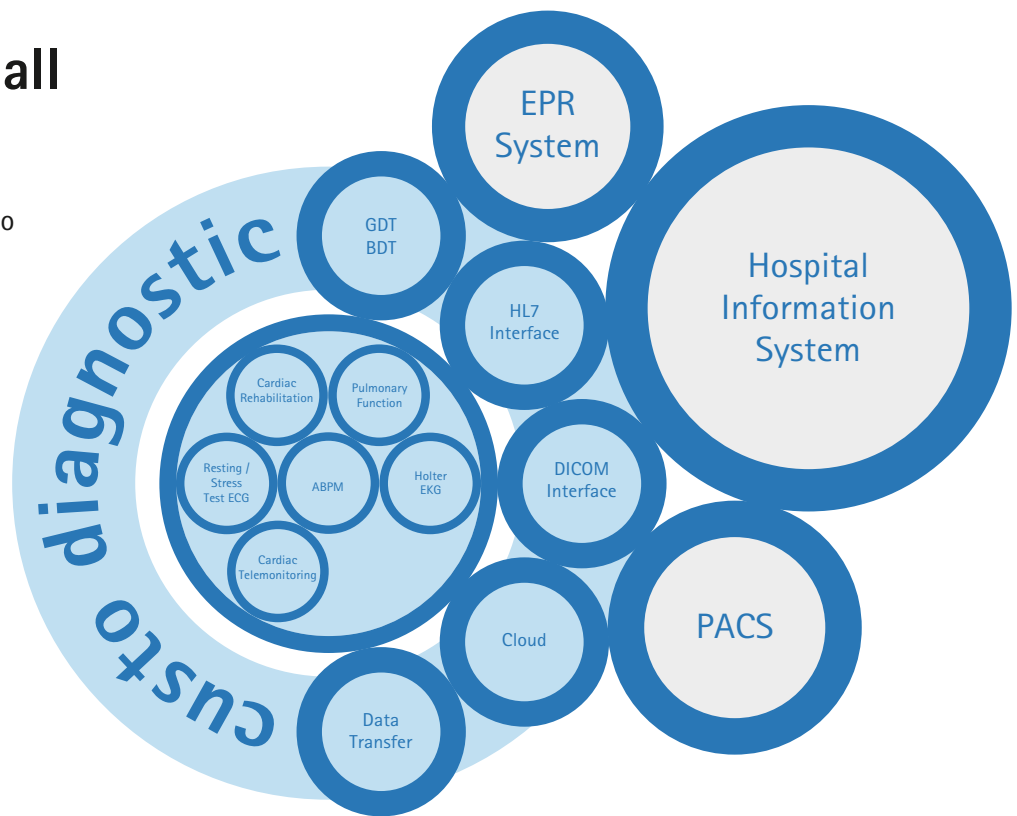 all
o
custo diagnostic
EPR
System
GDT
BDT
Hospital
Information
System
HL7
Interface
Cardiac
Rehabilitation
Pulmonary
Function
Resting /
Stress
Test ECG
ABPM
Holter
EKG
DICOM
Interface
Cardiac
Telemonitoring
Cloud
PACS
Data
Transfer